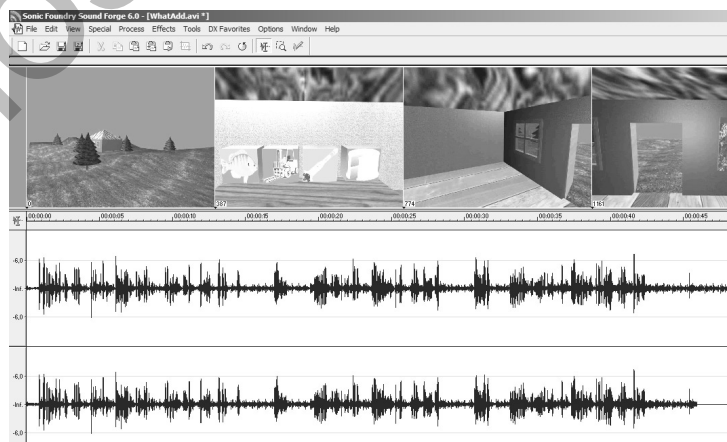 Sonic Foundry Sound Forge 6.0 - [WhatAdd.avi *]
File Edit View Special Process Effects Tools DX Favorites Options Window Help
0 387 774 1161
,00:00:00 ,00:00:05 ,00:00:10 ,00:00:15 ,00:00:20 ,00:00:25 ,00:00:30 ,00:00:35 ,00:00:40 ,00:00:45
-6,0
-Inf.
-6,0
-6,0
-Inf.
-6,0